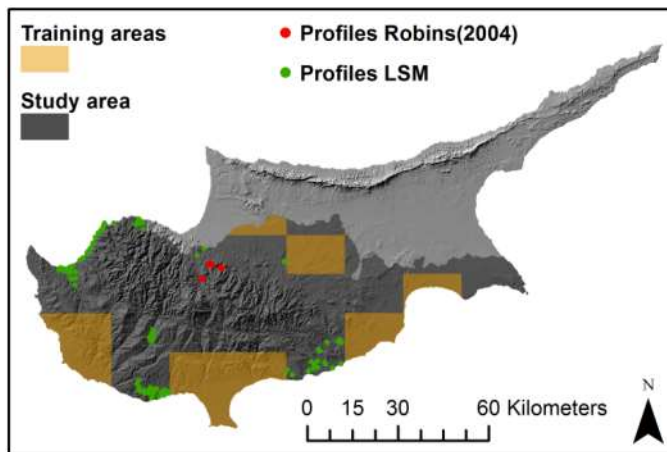 Training areas
Profiles Robins(2004)
Profiles LSM
Study area
N
0 15 30 60 Kilometers